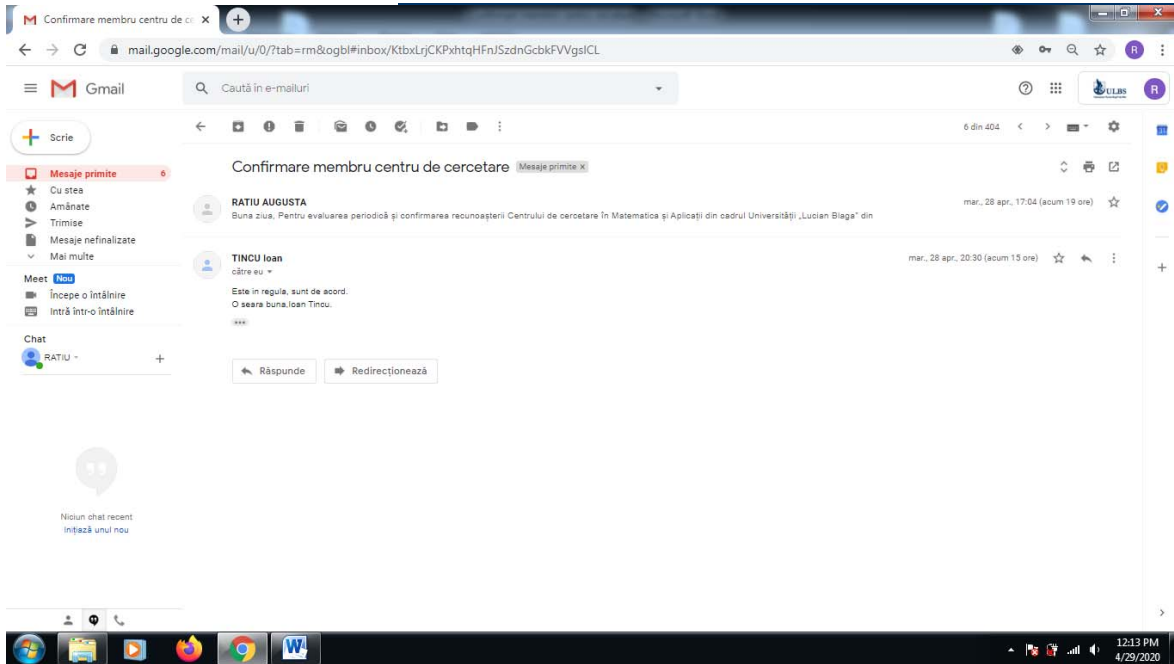 Confirmare membru centru de ce
mail.google.com/mail/u/0/?tab=rm&ogbl#inbox/KtbxLrjCKPxhtqHFnJSzdnGcbkFVVgslCL
R
Gmail
Caută în e-mailuri
ULBS
R
Scrie
6 din 404
Mesaje primite 6
Cu stea
Amânate
Trimise
Mesaje nefinalizate
Mai multe
Meet Nou
Începe o întâlnire
Intră într-o întâlnire
Chat
RATIU
Niciun chat recent
Inițiază unul nou
Confirmare membru centru de cercetare Mesaje primite x
RATIU AUGUSTA mar., 28 apr., 17:04 (acum 19 ore)
Buna ziua, Pentru evaluarea periodică și confirmarea recunoașterii Centrului de cercetare în Matematica și Aplicații din cadrul Universității „Lucian Blaga" din
TINCU Ioan mar., 28 apr., 20:30 (acum 15 ore)
către eu
Este in regula, sunt de acord.
O seara buna,Ioan Tincu.
Răspunde
Redirecționează
12:13 PM
4/29/2020